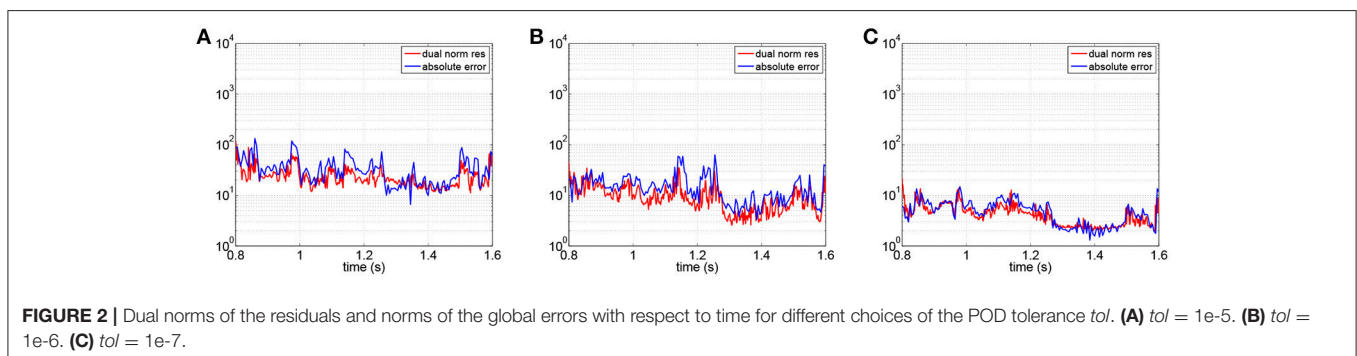 A
10^4
10^3
10^2
10^1
10^0
0.8 1 1.2 1.4 1.6
time (s)
dual norm res
absolute error
B
10^4
10^3
10^2
10^1
10^0
0.8 1 1.2 1.4 1.6
time (s)
dual norm res
absolute error
C
10^4
10^3
10^2
10^1
10^0
0.8 1 1.2 1.4 1.6
time (s)
dual norm res
absolute error
FIGURE 2 | Dual norms of the residuals and norms of the global errors with respect to time for different choices of the POD tolerance tol. (A) tol = 1e-5. (B) tol =
1e-6. (C) tol = 1e-7.